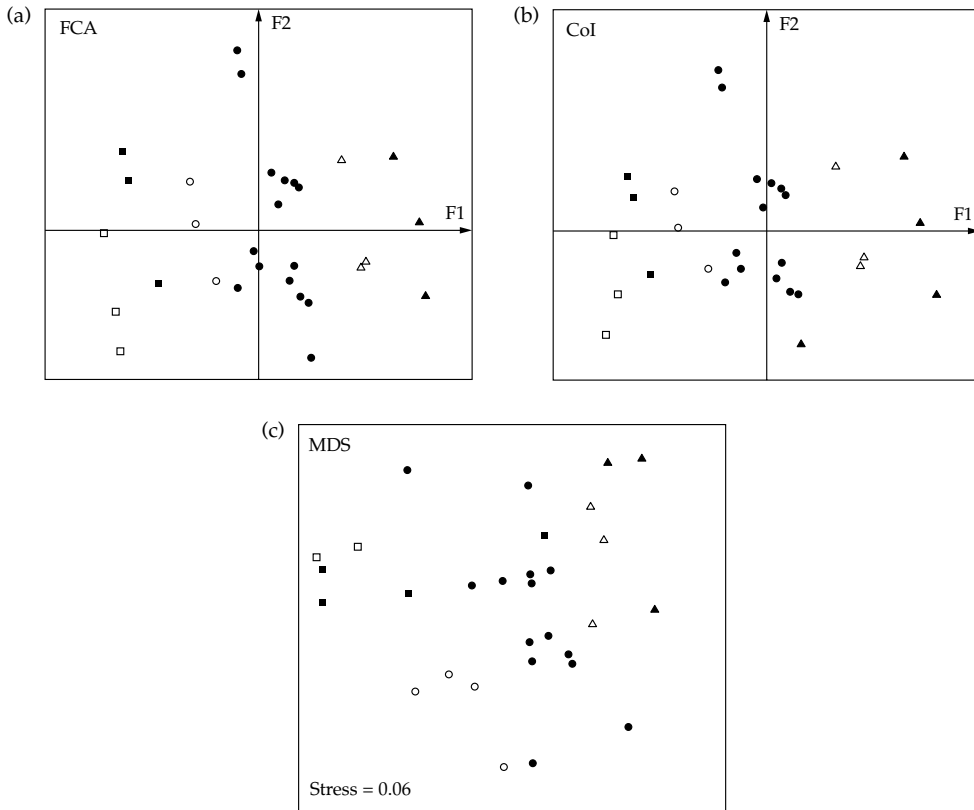 (a)
FCA
F2
F1
(b)
CoI
F2
F1
(c)
MDS
Stress = 0.06